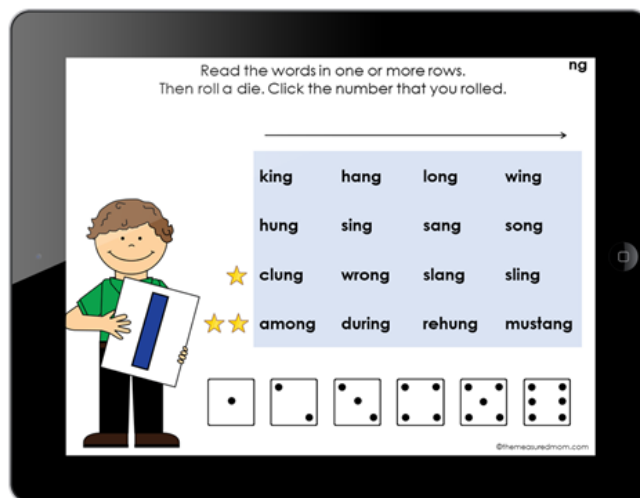 ng
Read the words in one or more rows.
Then roll a die. Click the number that you rolled.
king hang long wing
hung sing sang song
clung wrong slang sling
among during rehung mustang
©themeasuredmom.com